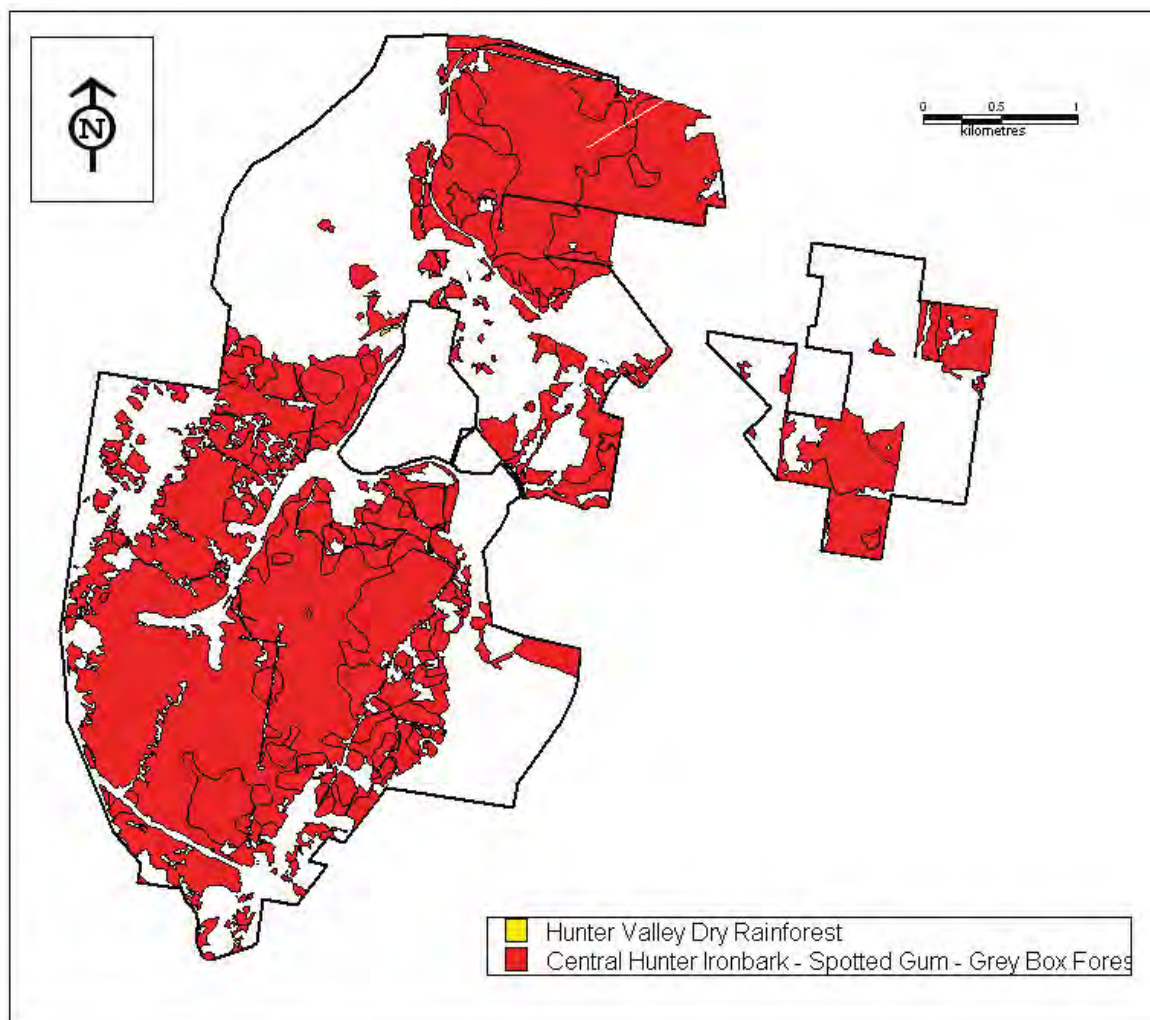 N
0 0.5 1
kilometres
Hunter Valley Dry Rainforest
Central Hunter Ironbark - Spotted Gum - Grey Box Fores